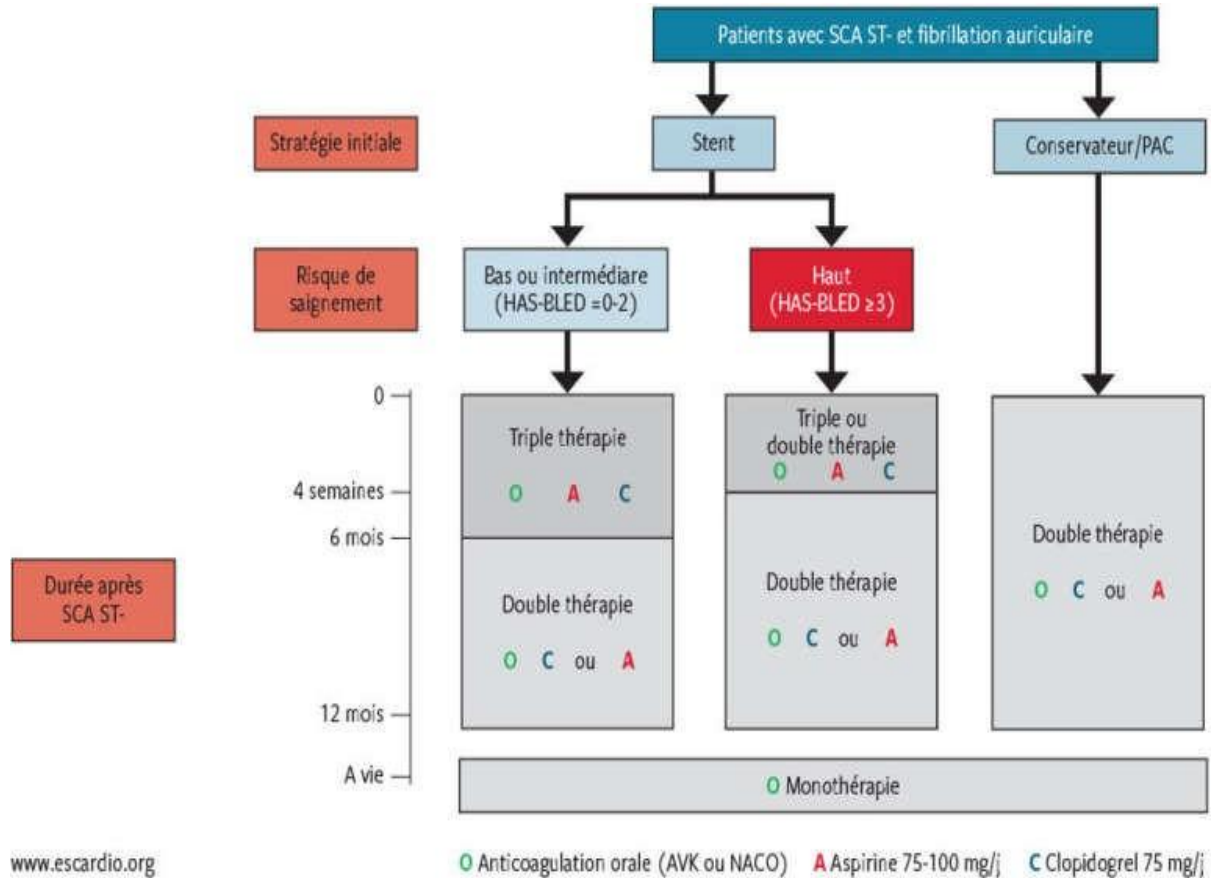 Patients avec SCA ST- et fibrillation auriculaire
Stratégie initiale
Stent
Conservateur/PAC
Risque de
saignement
Bas ou intermédiare
(HAS-BLED =0-2)
Haut
(HAS-BLED ≥3)
0
4 semaines
6 mois
12 mois
A vie
Durée après
SCA ST-
Triple thérapie
O A C
Double thérapie
O C ou A
Triple ou
double thérapie
O A C
Double thérapie
O C ou A
Double thérapie
O C ou A
O Monothérapie
www.escardio.org
O Anticoagulation orale (AVK ou NACO) A Aspirine 75-100 mg/j C Clopidogrel 75 mg/j